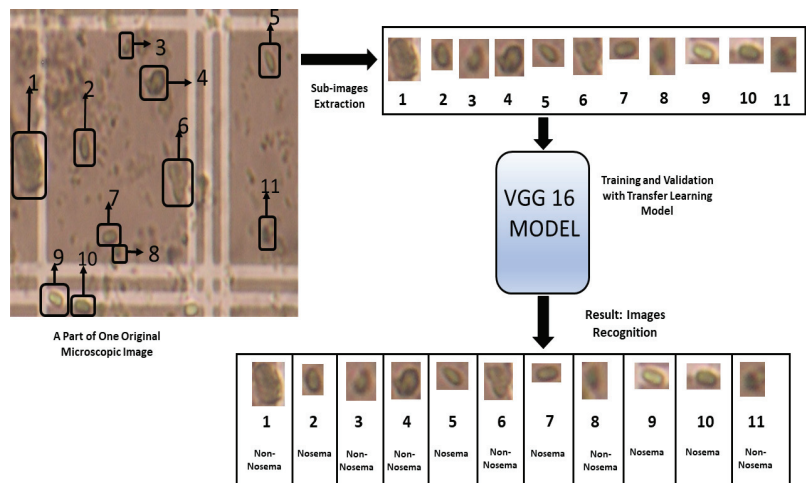 1
2
3
4
5
6
7
8
9
10
11
A Part of One Original
Microscopic Image
Sub-images
Extraction
1 2 3 4 5 6 7 8 9 10 11
VGG 16
MODEL
Training and Validation
with Transfer Learning
Model
Result: Images
Recognition
1 2 3 4 5 6 7 8 9 10 11
Non-
Nosema
Nosema
Non-
Nosema
Non-
Nosema
Nosema
Non-
Nosema
Nosema
Non-
Nosema
Nosema
Nosema
Non-
Nosema